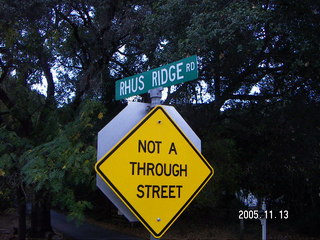 RHUS RIDGE RD
NOT A
THROUGH
STREET
2005.11.13